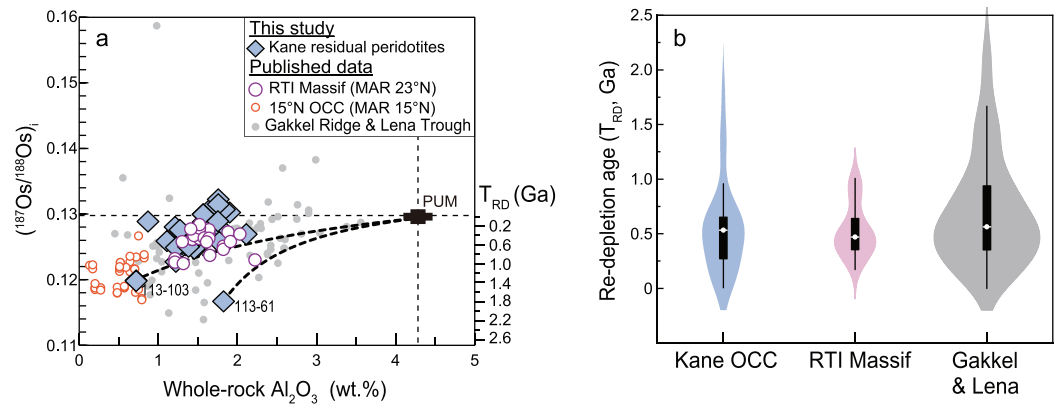 a
This study
Kane residual peridotites
Published data
RTI Massif (MAR 23°N)
15°N OCC (MAR 15°N)
Gakkel Ridge & Lena Trough
0.16
0.15
0.14
0.13
0.12
0.11
(187Os/188Os)i
PUM
TRD (Ga)
0.2
0.6
1.0
1.4
1.8
2.2
2.6
113-103
113-61
0
1
2
3
4
5
Whole-rock Al2O3 (wt.%)
b
2.5
2.0
1.5
1.0
0.5
0
Re-depletion age (TRD, Ga)
Kane OCC
RTI Massif
Gakkel
& Lena